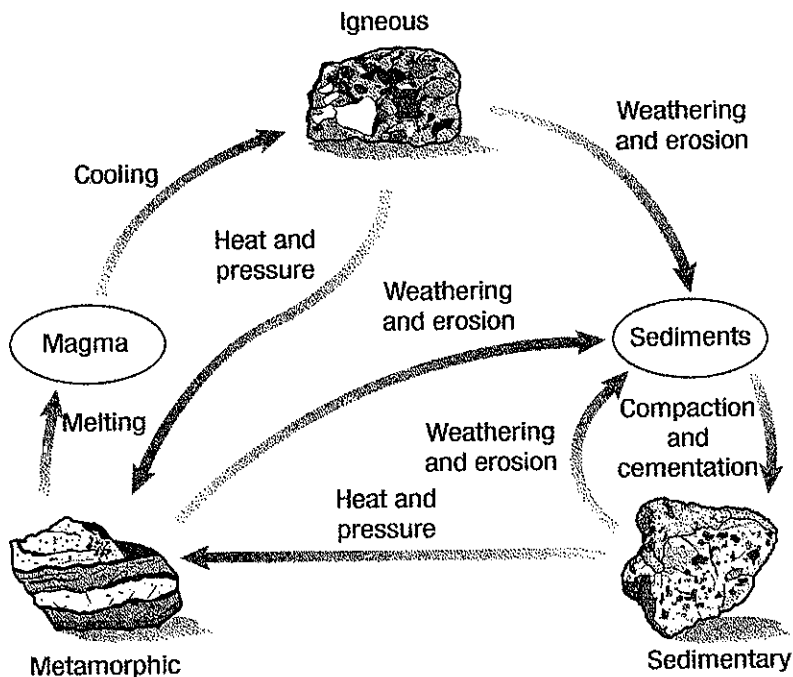 Igneous
Weathering
and erosion
Cooling
Heat and
pressure
Weathering
and erosion
Magma
Sediments
Melting
Weathering
and erosion
Compaction
and
cementation
Heat and
pressure
Metamorphic
Sedimentary